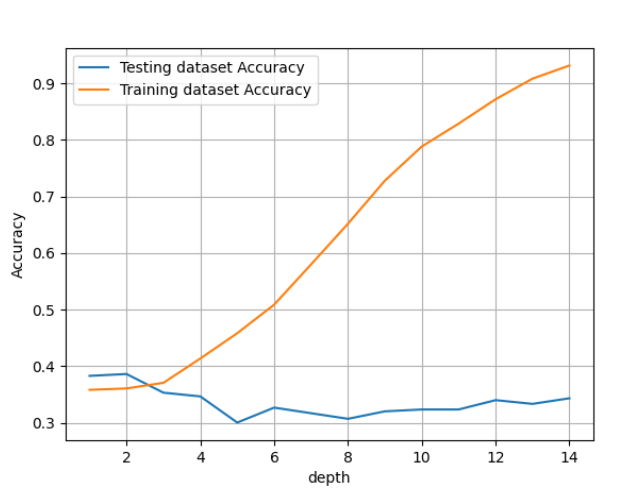 Testing dataset Accuracy
Training dataset Accuracy
0.9
0.8
0.7
0.6
0.5
0.4
0.3
Accuracy
2 4 6 8 10 12 14
depth